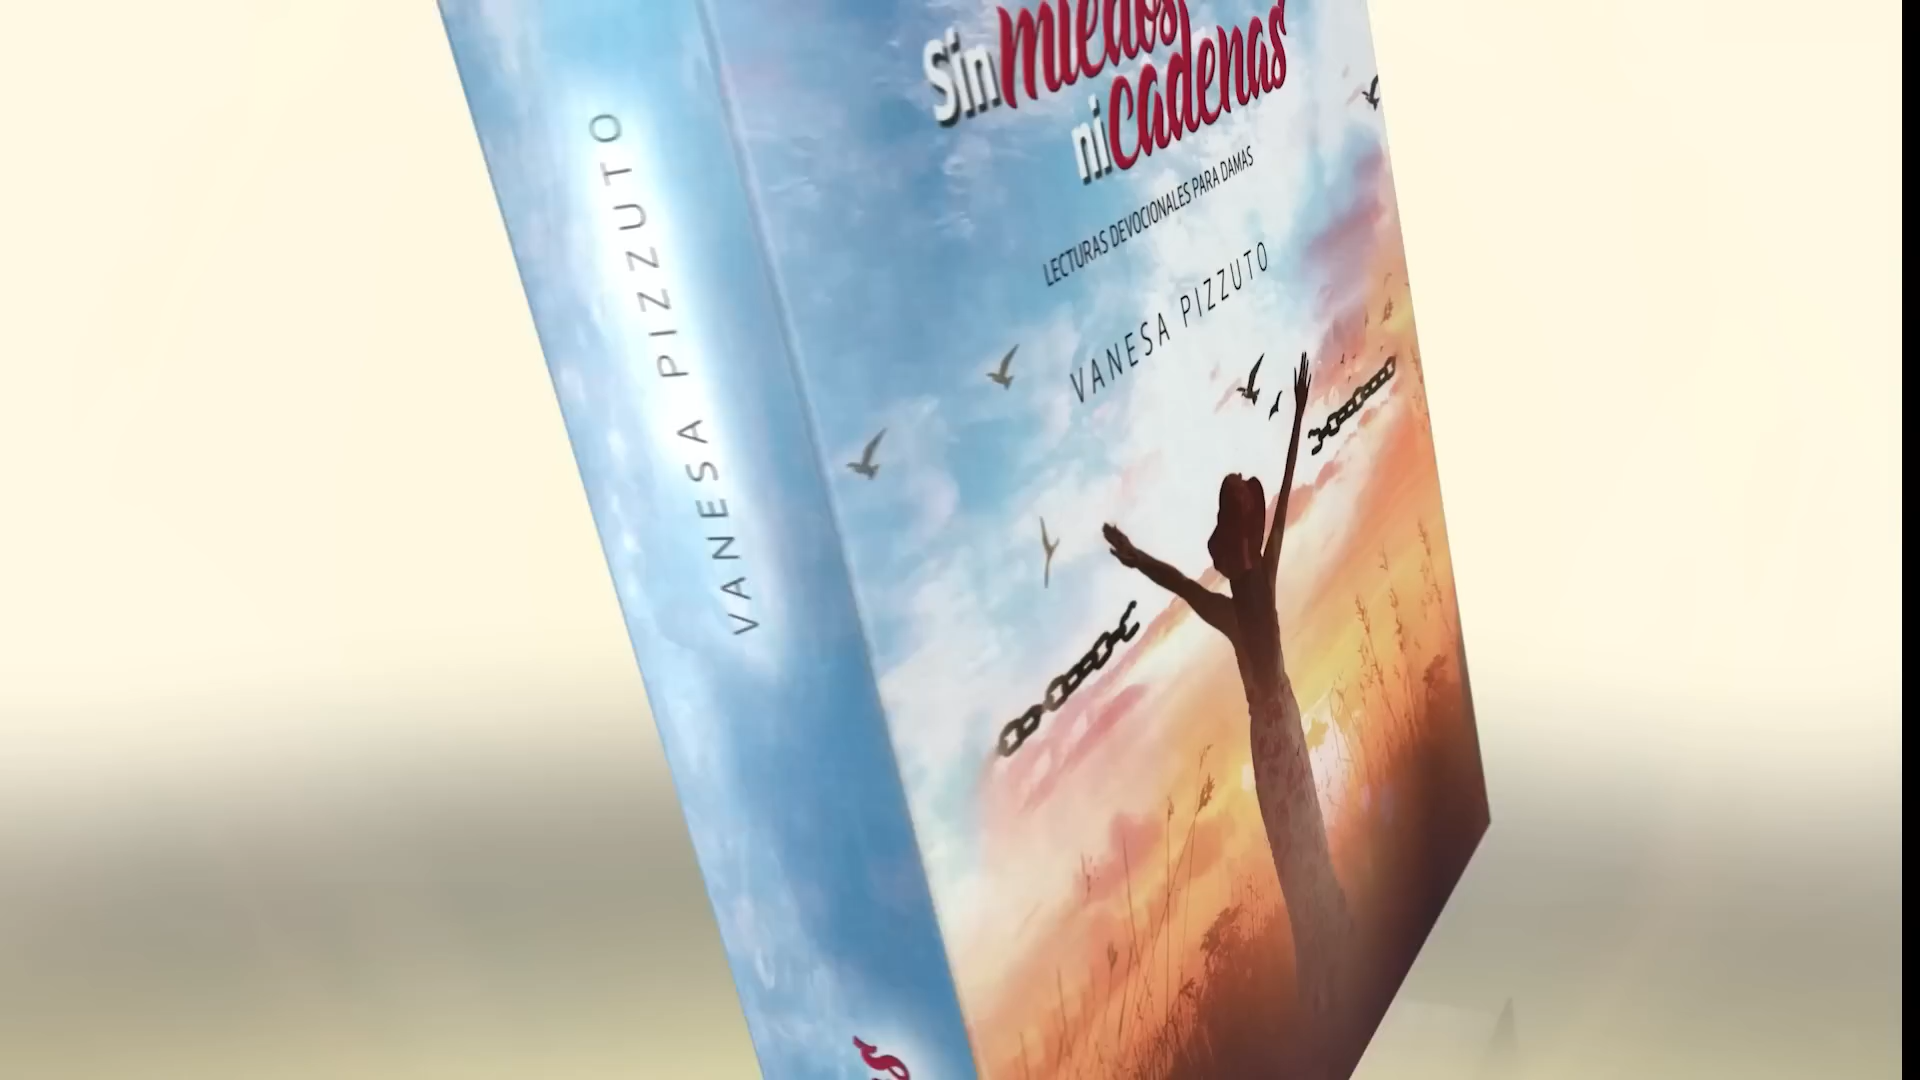 VANESA PIZZUTO
Sin miedos
ni cadenas
LECTURAS DEVOCIONALES PARA DAMAS
VANESA PIZZUTO